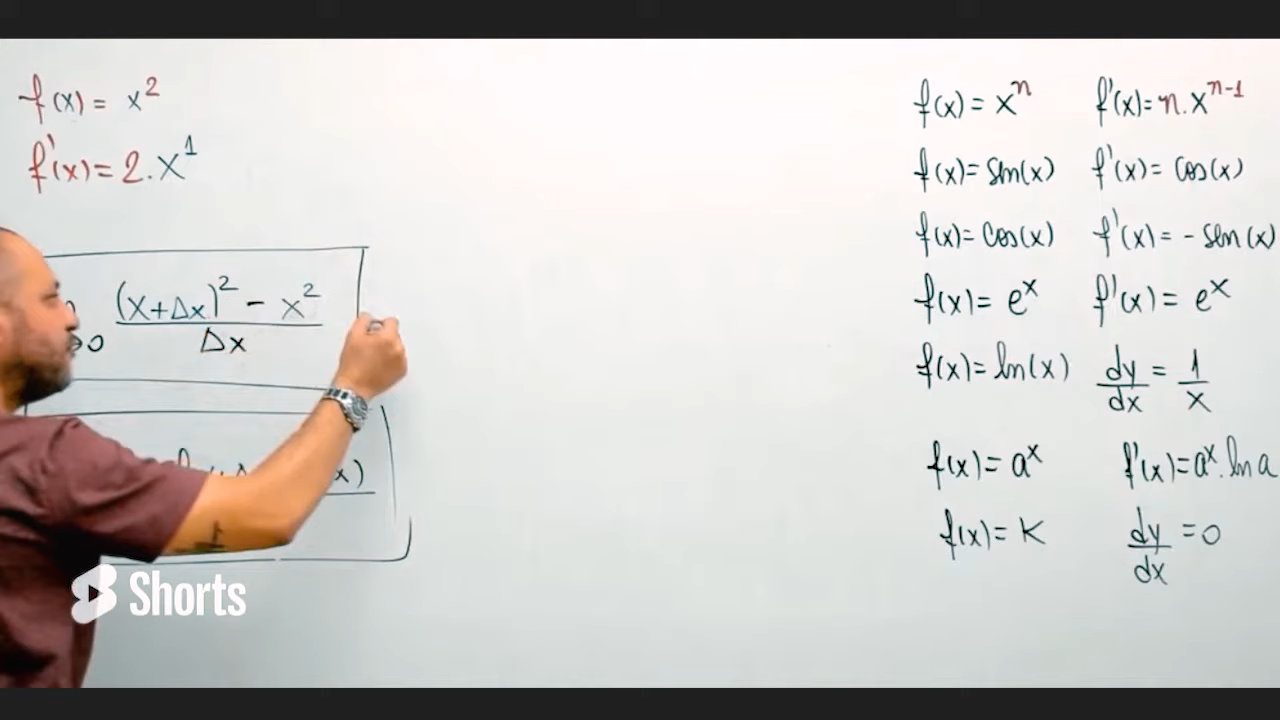 f(x) = x²
f'(x) = 2.x¹
(x+Δx)² - x²
→0 Δx
x)
Shorts
f(x) = xⁿ f'(x) = n.xⁿ⁻¹
f(x) = sen(x) f'(x) = cos(x)
f(x) = cos(x) f'(x) = -sen(x)
f(x) = eˣ f'(x) = eˣ
f(x) = ln(x) dy/dx = 1/x
f(x) = aˣ f'(x) = aˣ.ln a
f(x) = K dy/dx = 0